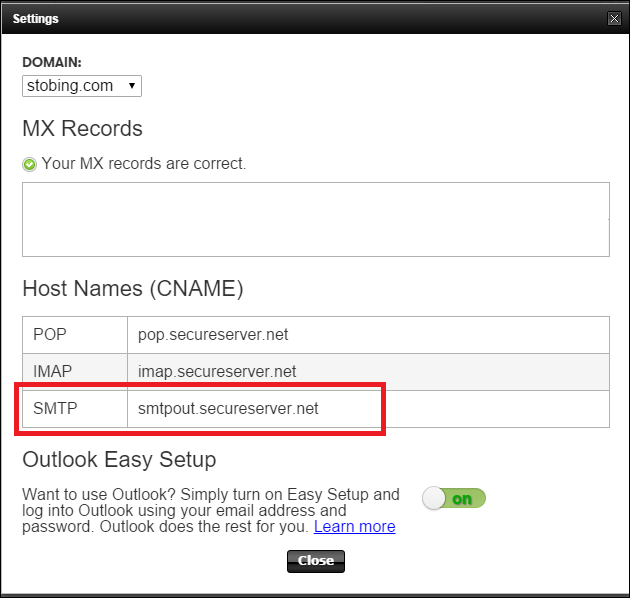 Settings
DOMAIN:
stobing.com
MX Records
Your MX records are correct.
Host Names (CNAME)
POP pop.secureserver.net
IMAP imap.secureserver.net
SMTP smtpout.secureserver.net
Outlook Easy Setup
Want to use Outlook? Simply turn on Easy Setup and
log into Outlook using your email address and
password. Outlook does the rest for you. Learn more
on
Close